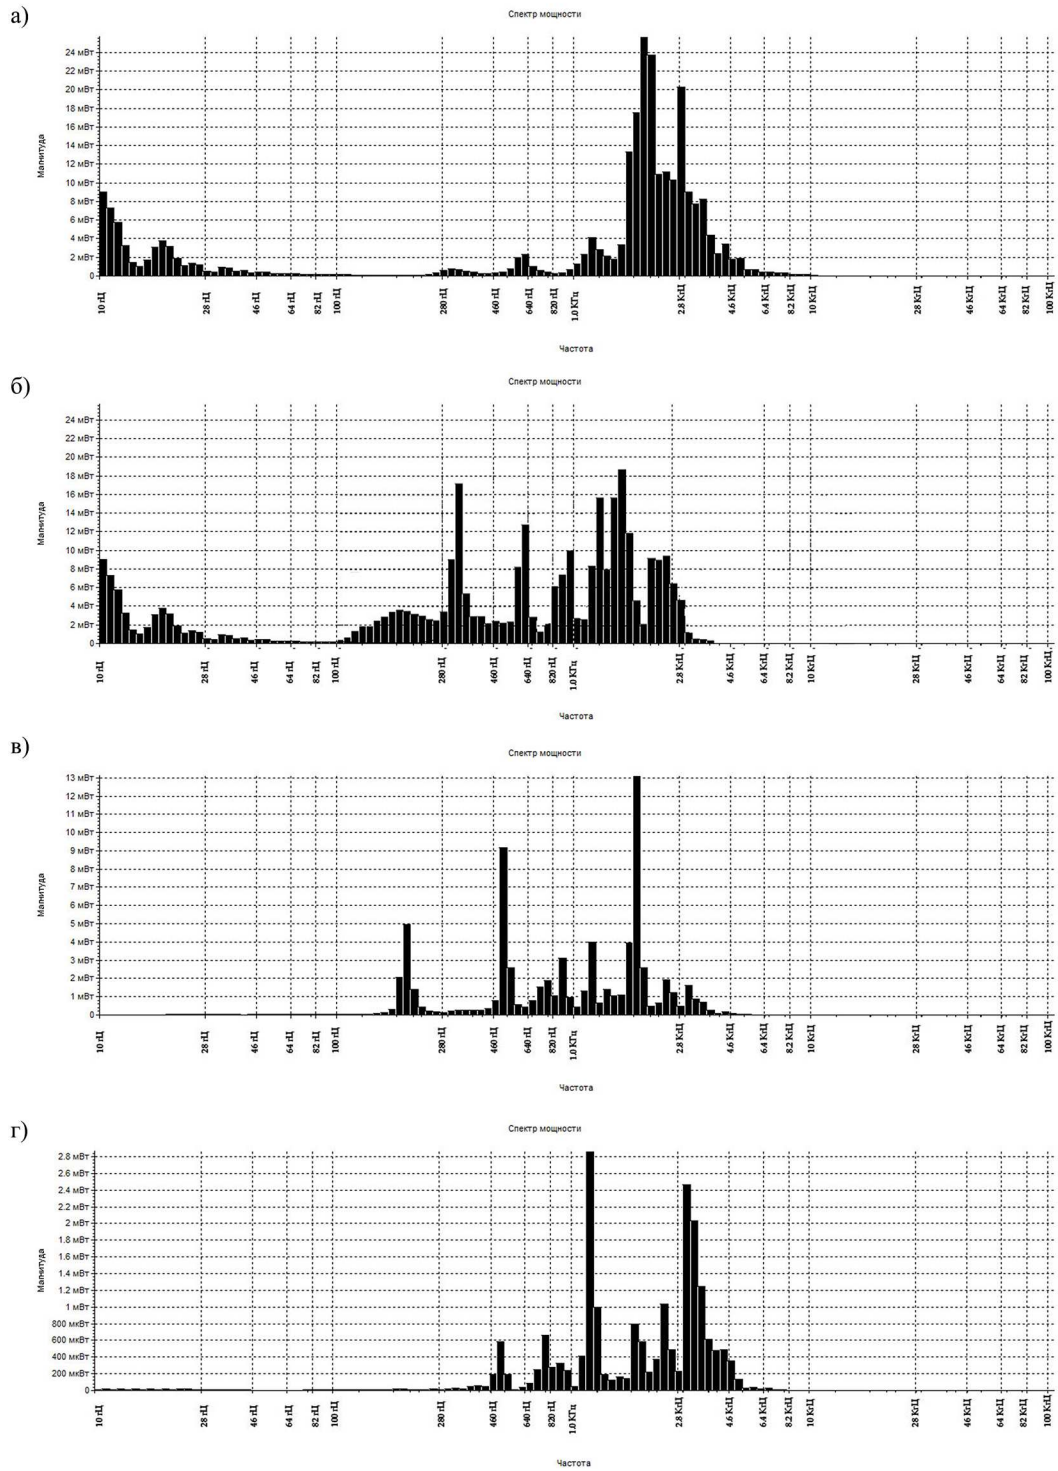 а)
Спектр мощности
24 мВт
22 мВт
20 мВт
18 мВт
16 мВт
14 мВт
12 мВт
10 мВт
8 мВт
6 мВт
4 мВт
2 мВт
0
Магнитуда
10 гЦ 28 гЦ 46 гЦ 64 гЦ 82 гЦ 100 гЦ 280 гЦ 460 гЦ 640 гЦ 820 гЦ 1.0 КТц 2.8 КгЦ 4.6 КгЦ 6.4 КгЦ 8.2 КгЦ 10 КгЦ 28 КгЦ 46 КгЦ 64 КгЦ 82 КгЦ 100 КгЦ
Частота
б)
Спектр мощности
24 мВт
22 мВт
20 мВт
18 мВт
16 мВт
14 мВт
12 мВт
10 мВт
8 мВт
6 мВт
4 мВт
2 мВт
0
Магнитуда
10 гЦ 28 гЦ 46 гЦ 64 гЦ 82 гЦ 100 гЦ 280 гЦ 460 гЦ 640 гЦ 820 гЦ 1.0 КТц 2.8 КгЦ 4.6 КгЦ 6.4 КгЦ 8.2 КгЦ 10 КгЦ 28 КгЦ 46 КгЦ 64 КгЦ 82 КгЦ 100 КгЦ
Частота
в)
Спектр мощности
13 мВт
12 мВт
11 мВт
10 мВт
9 мВт
8 мВт
7 мВт
6 мВт
5 мВт
4 мВт
3 мВт
2 мВт
1 мВт
0
Магнитуда
10 гЦ 28 гЦ 46 гЦ 64 гЦ 82 гЦ 100 гЦ 280 гЦ 460 гЦ 640 гЦ 820 гЦ 1.0 КТц 2.8 КгЦ 4.6 КгЦ 6.4 КгЦ 8.2 КгЦ 10 КгЦ 28 КгЦ 46 КгЦ 64 КгЦ 82 КгЦ 100 КгЦ
Частота
г)
Спектр мощности
2.8 мВт
2.6 мВт
2.4 мВт
2.2 мВт
2 мВт
1.8 мВт
1.6 мВт
1.4 мВт
1.2 мВт
1 мВт
800 мкВт
600 мкВт
400 мкВт
200 мкВт
0
Магнитуда
10 гЦ 28 гЦ 46 гЦ 64 гЦ 82 гЦ 100 гЦ 280 гЦ 460 гЦ 640 гЦ 820 гЦ 1.0 КТц 2.8 КгЦ 4.6 КгЦ 6.4 КгЦ 8.2 КгЦ 10 КгЦ 28 КгЦ 46 КгЦ 64 КгЦ 82 КгЦ 100 КгЦ
Частота